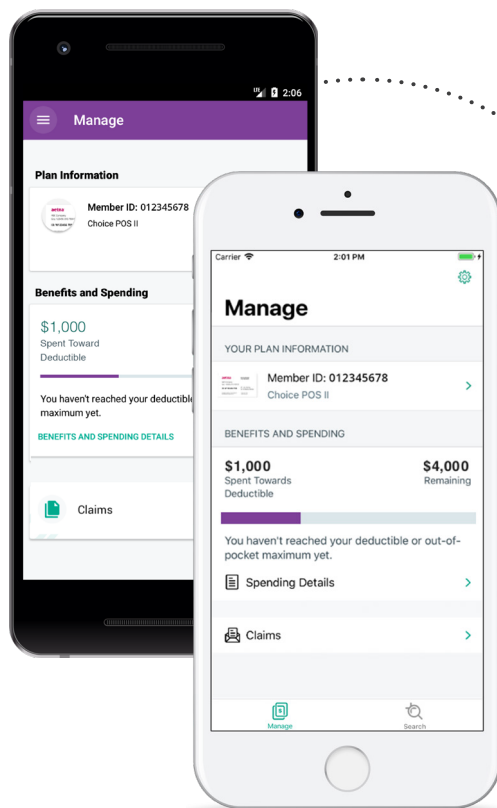 LTE 2:06
Manage
Plan Information
aetna
Member ID: 012345678
Choice POS II
Benefits and Spending
$1,000
Spent Toward
Deductible
You haven't reached your deductible
maximum yet.
BENEFITS AND SPENDING DETAILS
Claims
Carrier 2:01 PM
Manage
YOUR PLAN INFORMATION
Member ID: 012345678
Choice POS II
BENEFITS AND SPENDING
$1,000 $4,000
Spent Towards Remaining
Deductible
You haven't reached your deductible or out-of-
pocket maximum yet.
Spending Details
Claims
Manage Search